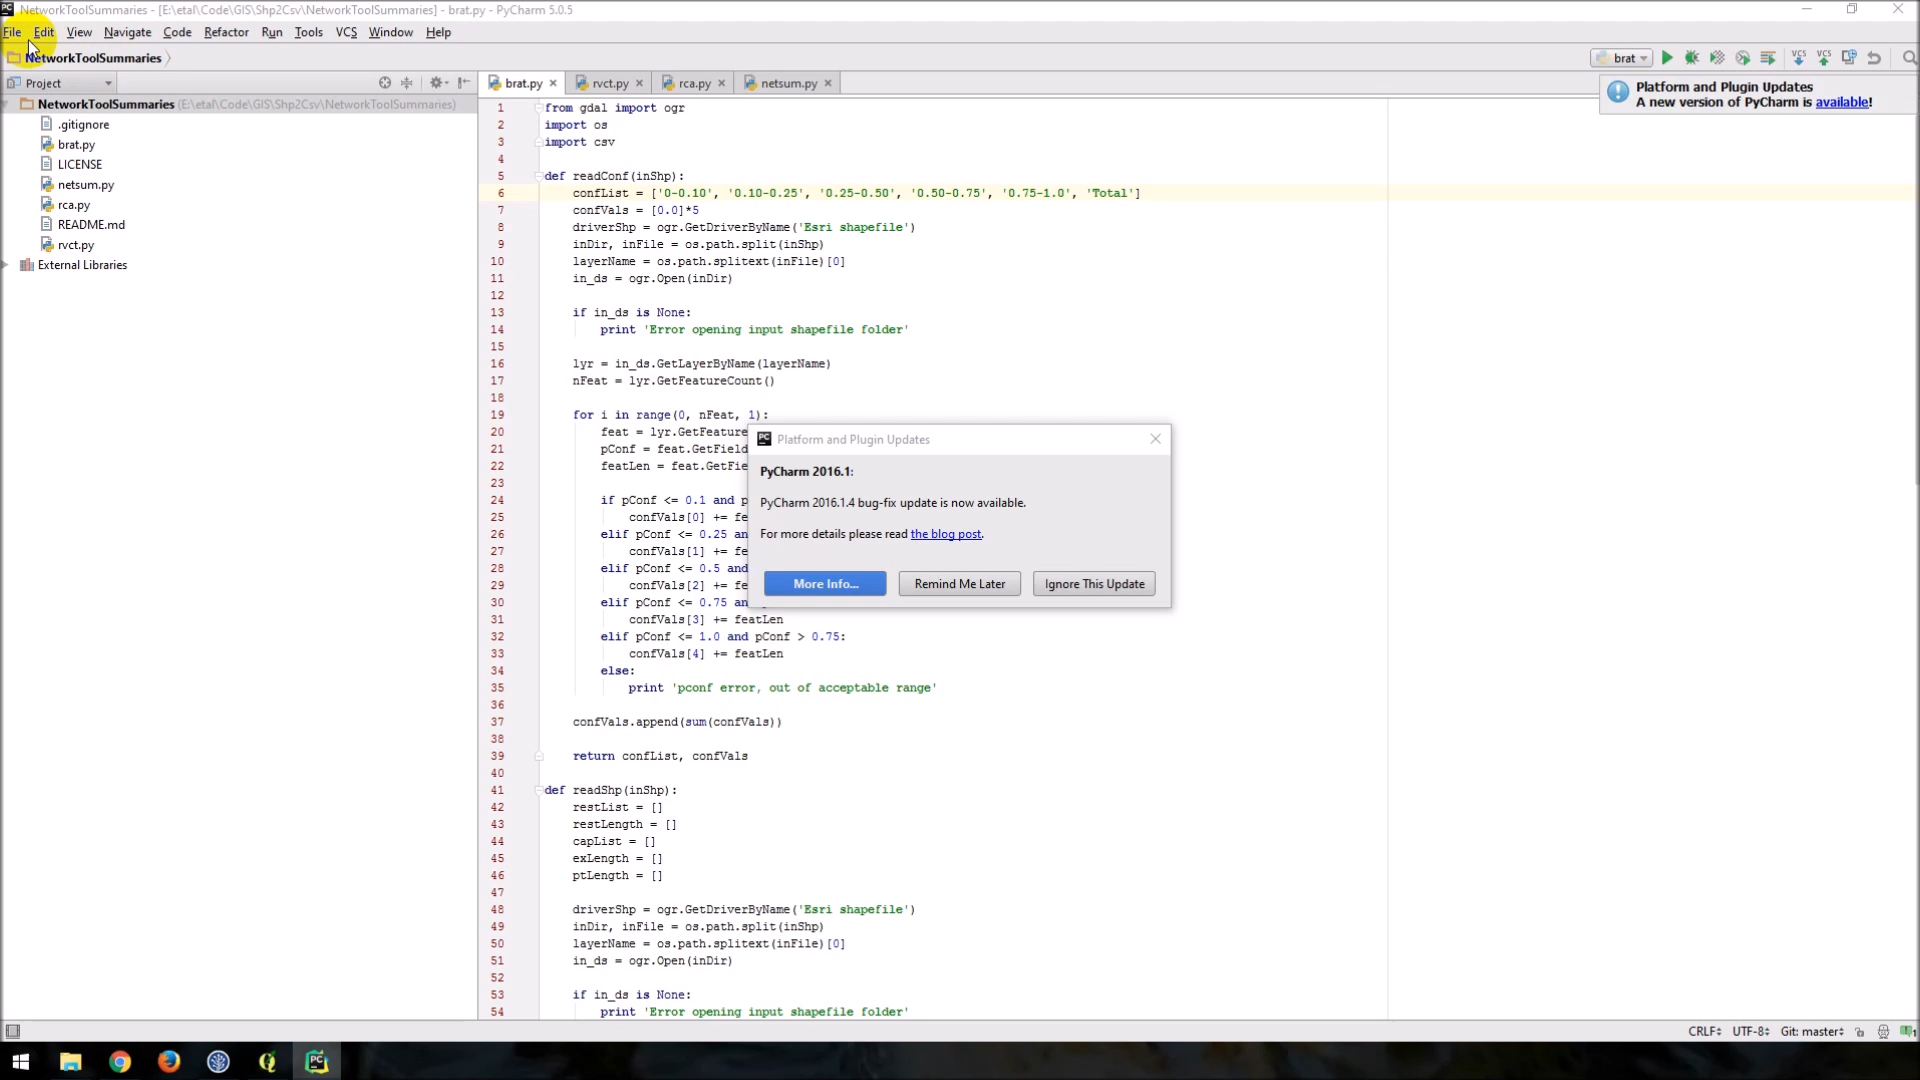 NetworkToolSummaries - [E:\etal\Code\GIS\Shp2Csv\NetworkToolSummaries] - brat.py - PyCharm 5.0.5
File Edit View Navigate Code Refactor Run Tools VCS Window Help
NetworkToolSummaries
brat
Project
brat.py
rvct.py
rca.py
netsum.py
Platform and Plugin Updates
A new version of PyCharm is available!
NetworkToolSummaries (E:\etal\Code\GIS\Shp2Csv\NetworkToolSummaries)
.gitignore
brat.py
LICENSE
netsum.py
rca.py
README.md
rvct.py
External Libraries
1 from gdal import ogr
2 import os
3 import csv
4
5 def readConf(inShp):
6 confList = ['0-0.10', '0.10-0.25', '0.25-0.50', '0.50-0.75', '0.75-1.0', 'Total']
7 confVals = [0.0]*5
8 driverShp = ogr.GetDriverByName('Esri shapefile')
9 inDir, inFile = os.path.split(inShp)
10 layerName = os.path.splitext(inFile)[0]
11 in_ds = ogr.Open(inDir)
12
13 if in_ds is None:
14 print 'Error opening input shapefile folder'
15
16 lyr = in_ds.GetLayerByName(layerName)
17 nFeat = lyr.GetFeatureCount()
18
19 for i in range(0, nFeat, 1):
20 feat = lyr.GetFeature
21 pConf = feat.GetField
22 featLen = feat.GetFie
23
24 if pConf <= 0.1 and p
25 confVals[0] += fe
26 elif pConf <= 0.25 an
27 confVals[1] += fe
28 elif pConf <= 0.5 and
29 confVals[2] += fe
30 elif pConf <= 0.75 an
31 confVals[3] += featLen
32 elif pConf <= 1.0 and pConf > 0.75:
33 confVals[4] += featLen
34 else:
35 print 'pconf error, out of acceptable range'
36
37 confVals.append(sum(confVals))
38
39 return confList, confVals
40
41 def readShp(inShp):
42 restList = []
43 restLength = []
44 capList = []
45 exLength = []
46 ptLength = []
47
48 driverShp = ogr.GetDriverByName('Esri shapefile')
49 inDir, inFile = os.path.split(inShp)
50 layerName = os.path.splitext(inFile)[0]
51 in_ds = ogr.Open(inDir)
52
53 if in_ds is None:
54 print 'Error opening input shapefile folder'
Platform and Plugin Updates
PyCharm 2016.1:
PyCharm 2016.1.4 bug-fix update is now available.
For more details please read the blog post.
More Info...
Remind Me Later
Ignore This Update
CRLF UTF-8 Git: master